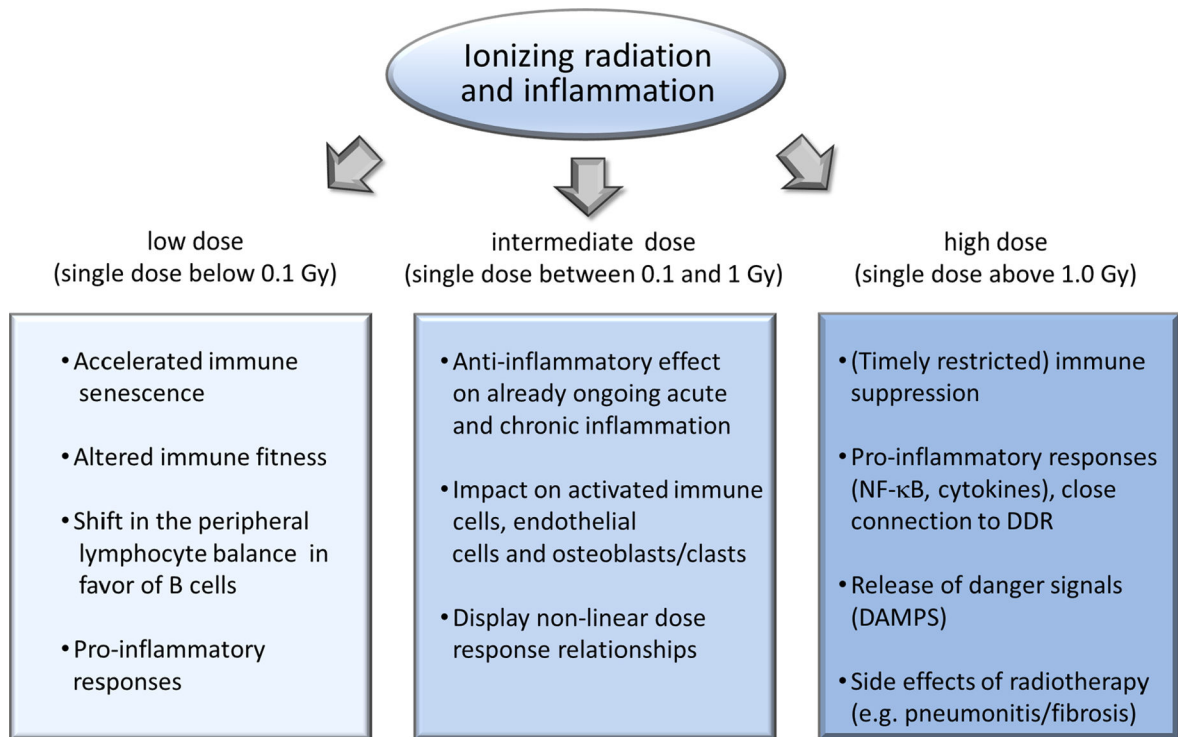 Ionizing radiation
and inflammation
low dose
(single dose below 0.1 Gy)
intermediate dose
(single dose between 0.1 and 1 Gy)
high dose
(single dose above 1.0 Gy)
• Accelerated immune
senescence
• Altered immune fitness
• Shift in the peripheral
lymphocyte balance in
favor of B cells
• Pro-inflammatory
responses
• Anti-inflammatory effect
on already ongoing acute
and chronic inflammation
• Impact on activated immune
cells, endothelial
cells and osteoblasts/clasts
• Display non-linear dose
response relationships
• (Timely restricted) immune
suppression
• Pro-inflammatory responses
(NF-κB, cytokines), close
connection to DDR
• Release of danger signals
(DAMPS)
• Side effects of radiotherapy
(e.g. pneumonitis/fibrosis)